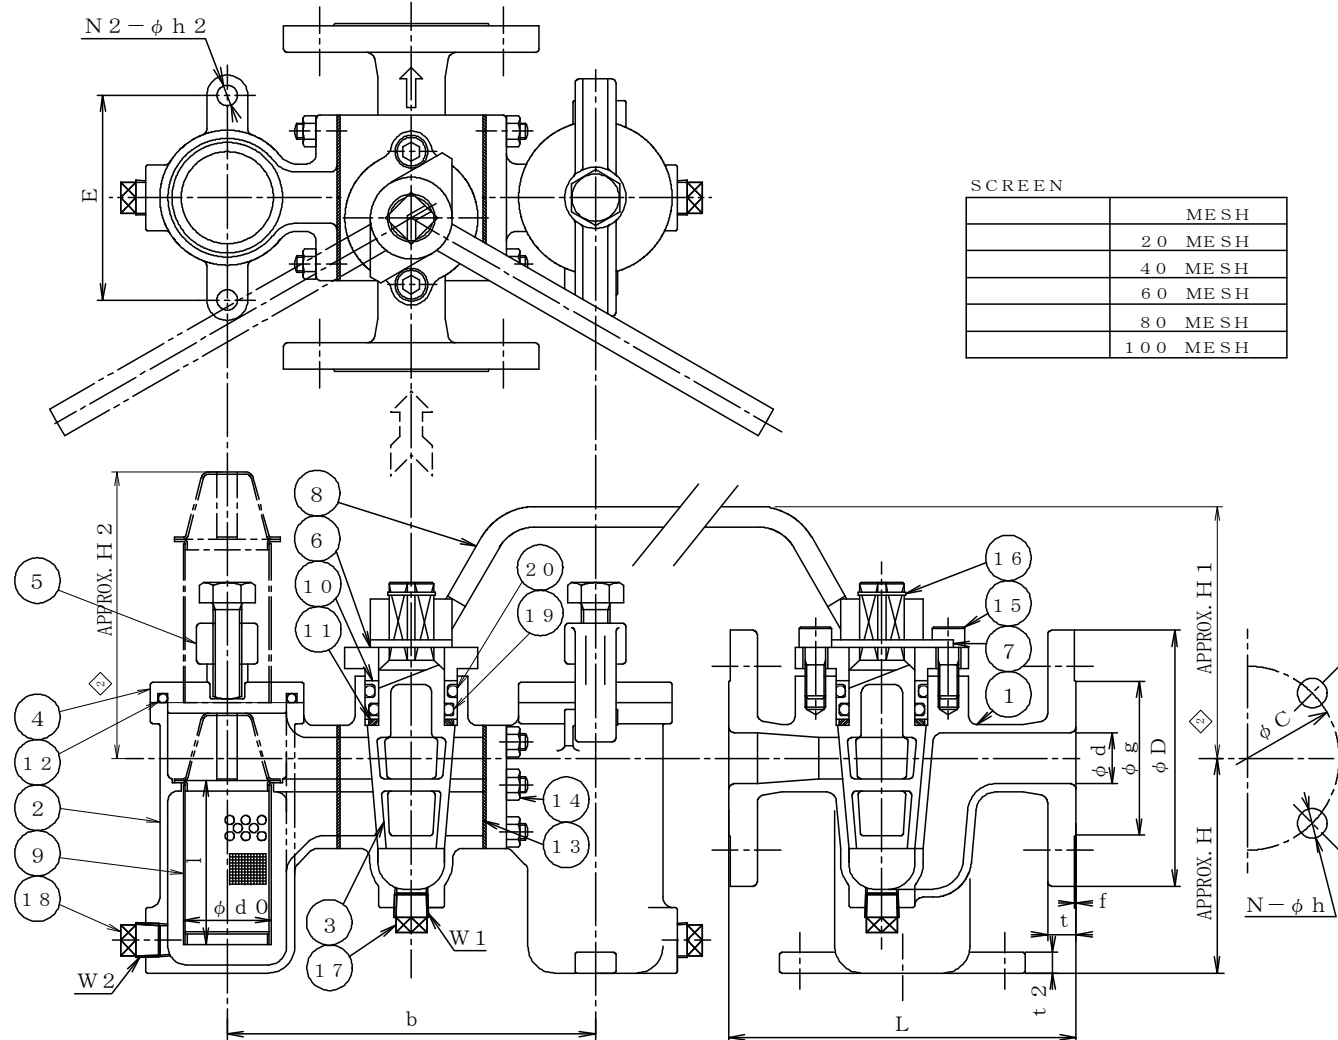 N2-φh2
E
SCREEN
MESH
20 MESH
40 MESH
60 MESH
80 MESH
100 MESH
APPROX.H2
2
5
4
12
2
9
18
W2
l
φd0
8
6
10
11
20
19
14
13
3
17
W1
b
16
15
7
1
APPROX.H1
2
φC
φd
φg
φD
APPROX.H
N-φh
f
t
t2
L